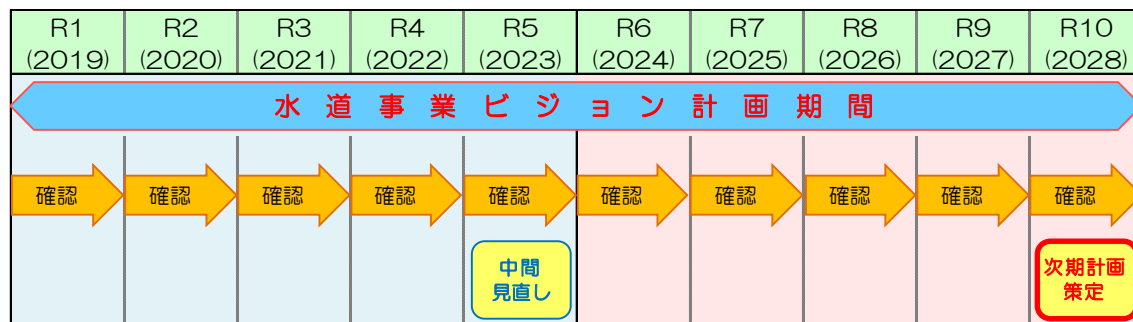 R1 R2 R3 R4 R5 R6 R7 R8 R9 R10
(2019) (2020) (2021) (2022) (2023) (2024) (2025) (2026) (2027) (2028)
水道事業ビジョン計画期間
確認 確認 確認 確認 確認 確認 確認 確認 確認 確認
中間
見直し
次期計画
策定